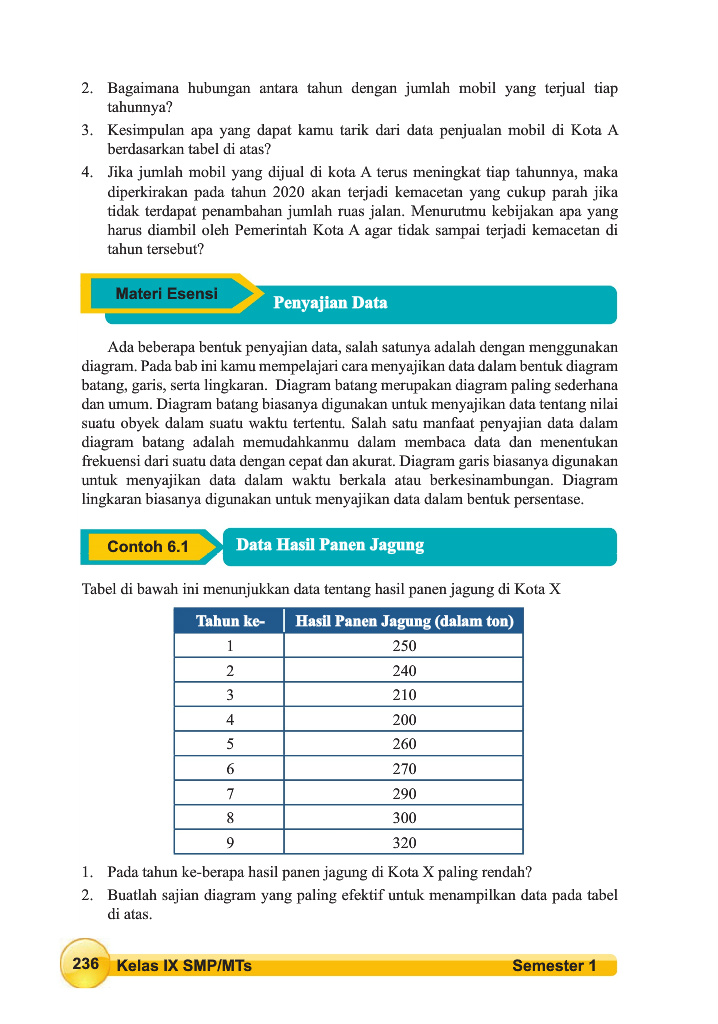 2. Bagaimana hubungan antara tahun dengan jumlah mobil yang terjual tiap
tahunnya?
3. Kesimpulan apa yang dapat kamu tarik dari data penjualan mobil di Kota A
berdasarkan tabel di atas?
4. Jika jumlah mobil yang dijual di kota A terus meningkat tiap tahunnya, maka
diperkirakan pada tahun 2020 akan terjadi kemacetan yang cukup parah jika
tidak terdapat penambahan jumlah ruas jalan. Menurutmu kebijakan apa yang
harus diambil oleh Pemerintah Kota A agar tidak sampai terjadi kemacetan di
tahun tersebut?
Materi Esensi
Penyajian Data
Ada beberapa bentuk penyajian data, salah satunya adalah dengan menggunakan
diagram. Pada bab ini kamu mempelajari cara menyajikan data dalam bentuk diagram
batang, garis, serta lingkaran. Diagram batang merupakan diagram paling sederhana
dan umum. Diagram batang biasanya digunakan untuk menyajikan data tentang nilai
suatu obyek dalam suatu waktu tertentu. Salah satu manfaat penyajian data dalam
diagram batang adalah memudahkanmu dalam membaca data dan menentukan
frekuensi dari suatu data dengan cepat dan akurat. Diagram garis biasanya digunakan
untuk menyajikan data dalam waktu berkala atau berkesinambungan. Diagram
lingkaran biasanya digunakan untuk menyajikan data dalam bentuk persentase.
Contoh 6.1
Data Hasil Panen Jagung
Tabel di bawah ini menunjukkan data tentang hasil panen jagung di Kota X
Tahun ke- Hasil Panen Jagung (dalam ton)
1 250
2 240
3 210
4 200
5 260
6 270
7 290
8 300
9 320
1. Pada tahun ke-berapa hasil panen jagung di Kota X paling rendah?
2. Buatlah sajian diagram yang paling efektif untuk menampilkan data pada tabel
di atas.
236 Kelas IX SMP/MTs Semester 1